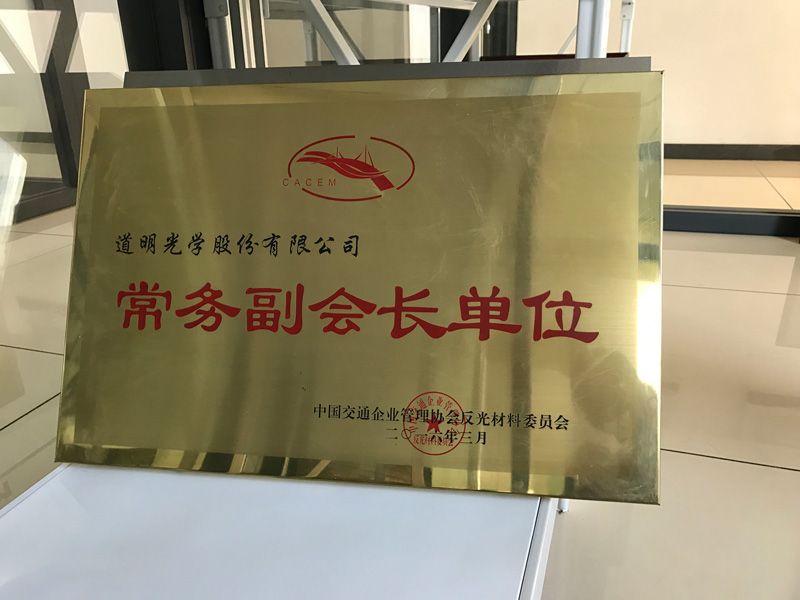 CACEM
道明光学股份有限公司
常务副会长单位
中国交通企业管理协会反光材料委员会
二〇一 年三月